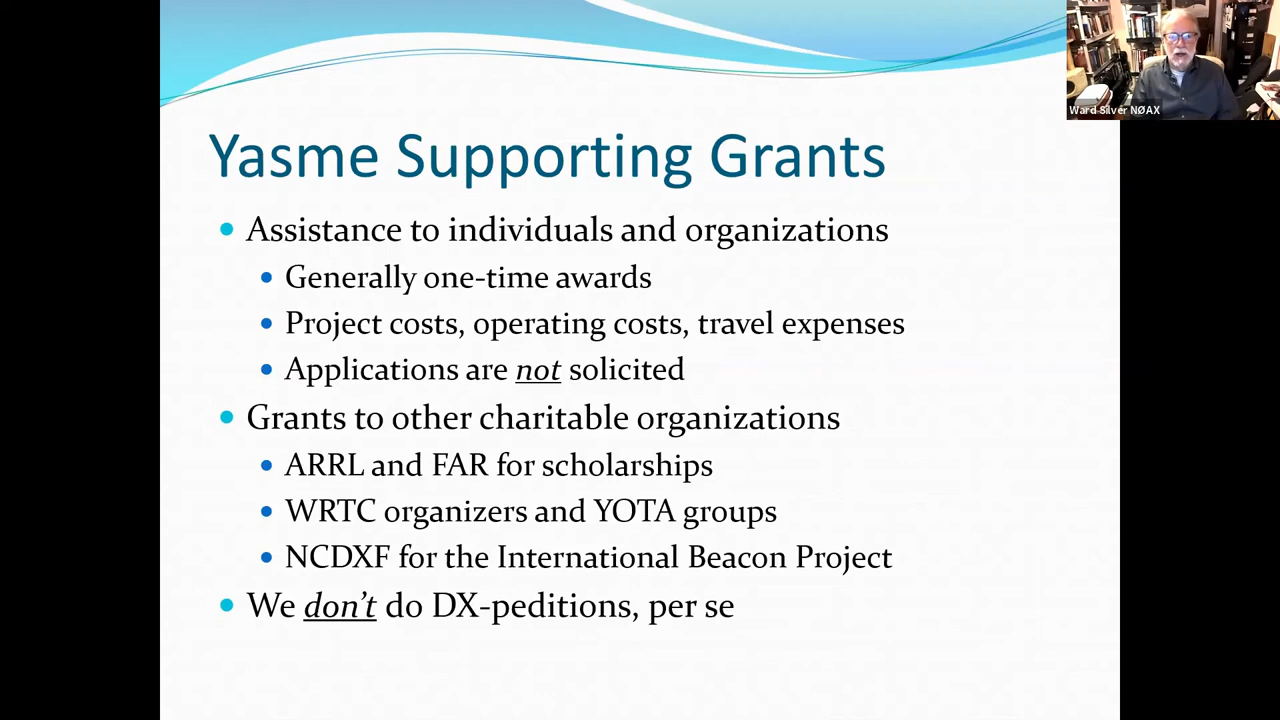 Ward Silver NØAX
Yasme Supporting Grants
Assistance to individuals and organizations
Generally one-time awards
Project costs, operating costs, travel expenses
Applications are not solicited
Grants to other charitable organizations
ARRL and FAR for scholarships
WRTC organizers and YOTA groups
NCDXF for the International Beacon Project
We don't do DX-peditions, per se